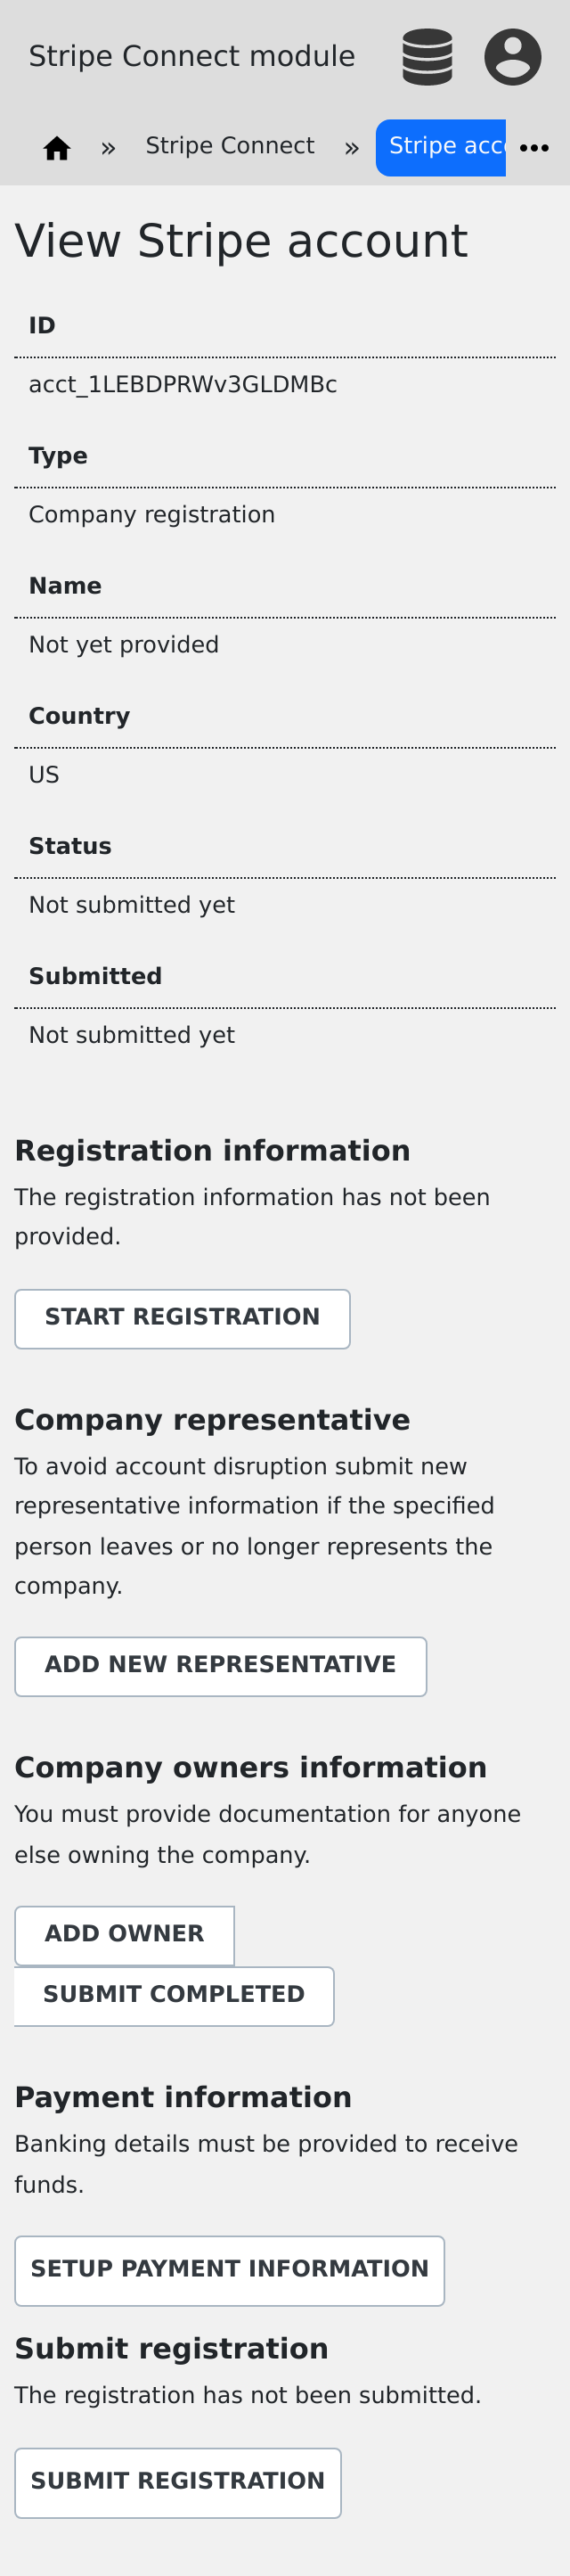 Stripe Connect module
» Stripe Connect » Stripe acc
View Stripe account
ID
acct_1LEBDPRWv3GLDMBc
Type
Company registration
Name
Not yet provided
Country
US
Status
Not submitted yet
Submitted
Not submitted yet
Registration information
The registration information has not been
provided.
START REGISTRATION
Company representative
To avoid account disruption submit new
representative information if the specified
person leaves or no longer represents the
company.
ADD NEW REPRESENTATIVE
Company owners information
You must provide documentation for anyone
else owning the company.
ADD OWNER
SUBMIT COMPLETED
Payment information
Banking details must be provided to receive
funds.
SETUP PAYMENT INFORMATION
Submit registration
The registration has not been submitted.
SUBMIT REGISTRATION